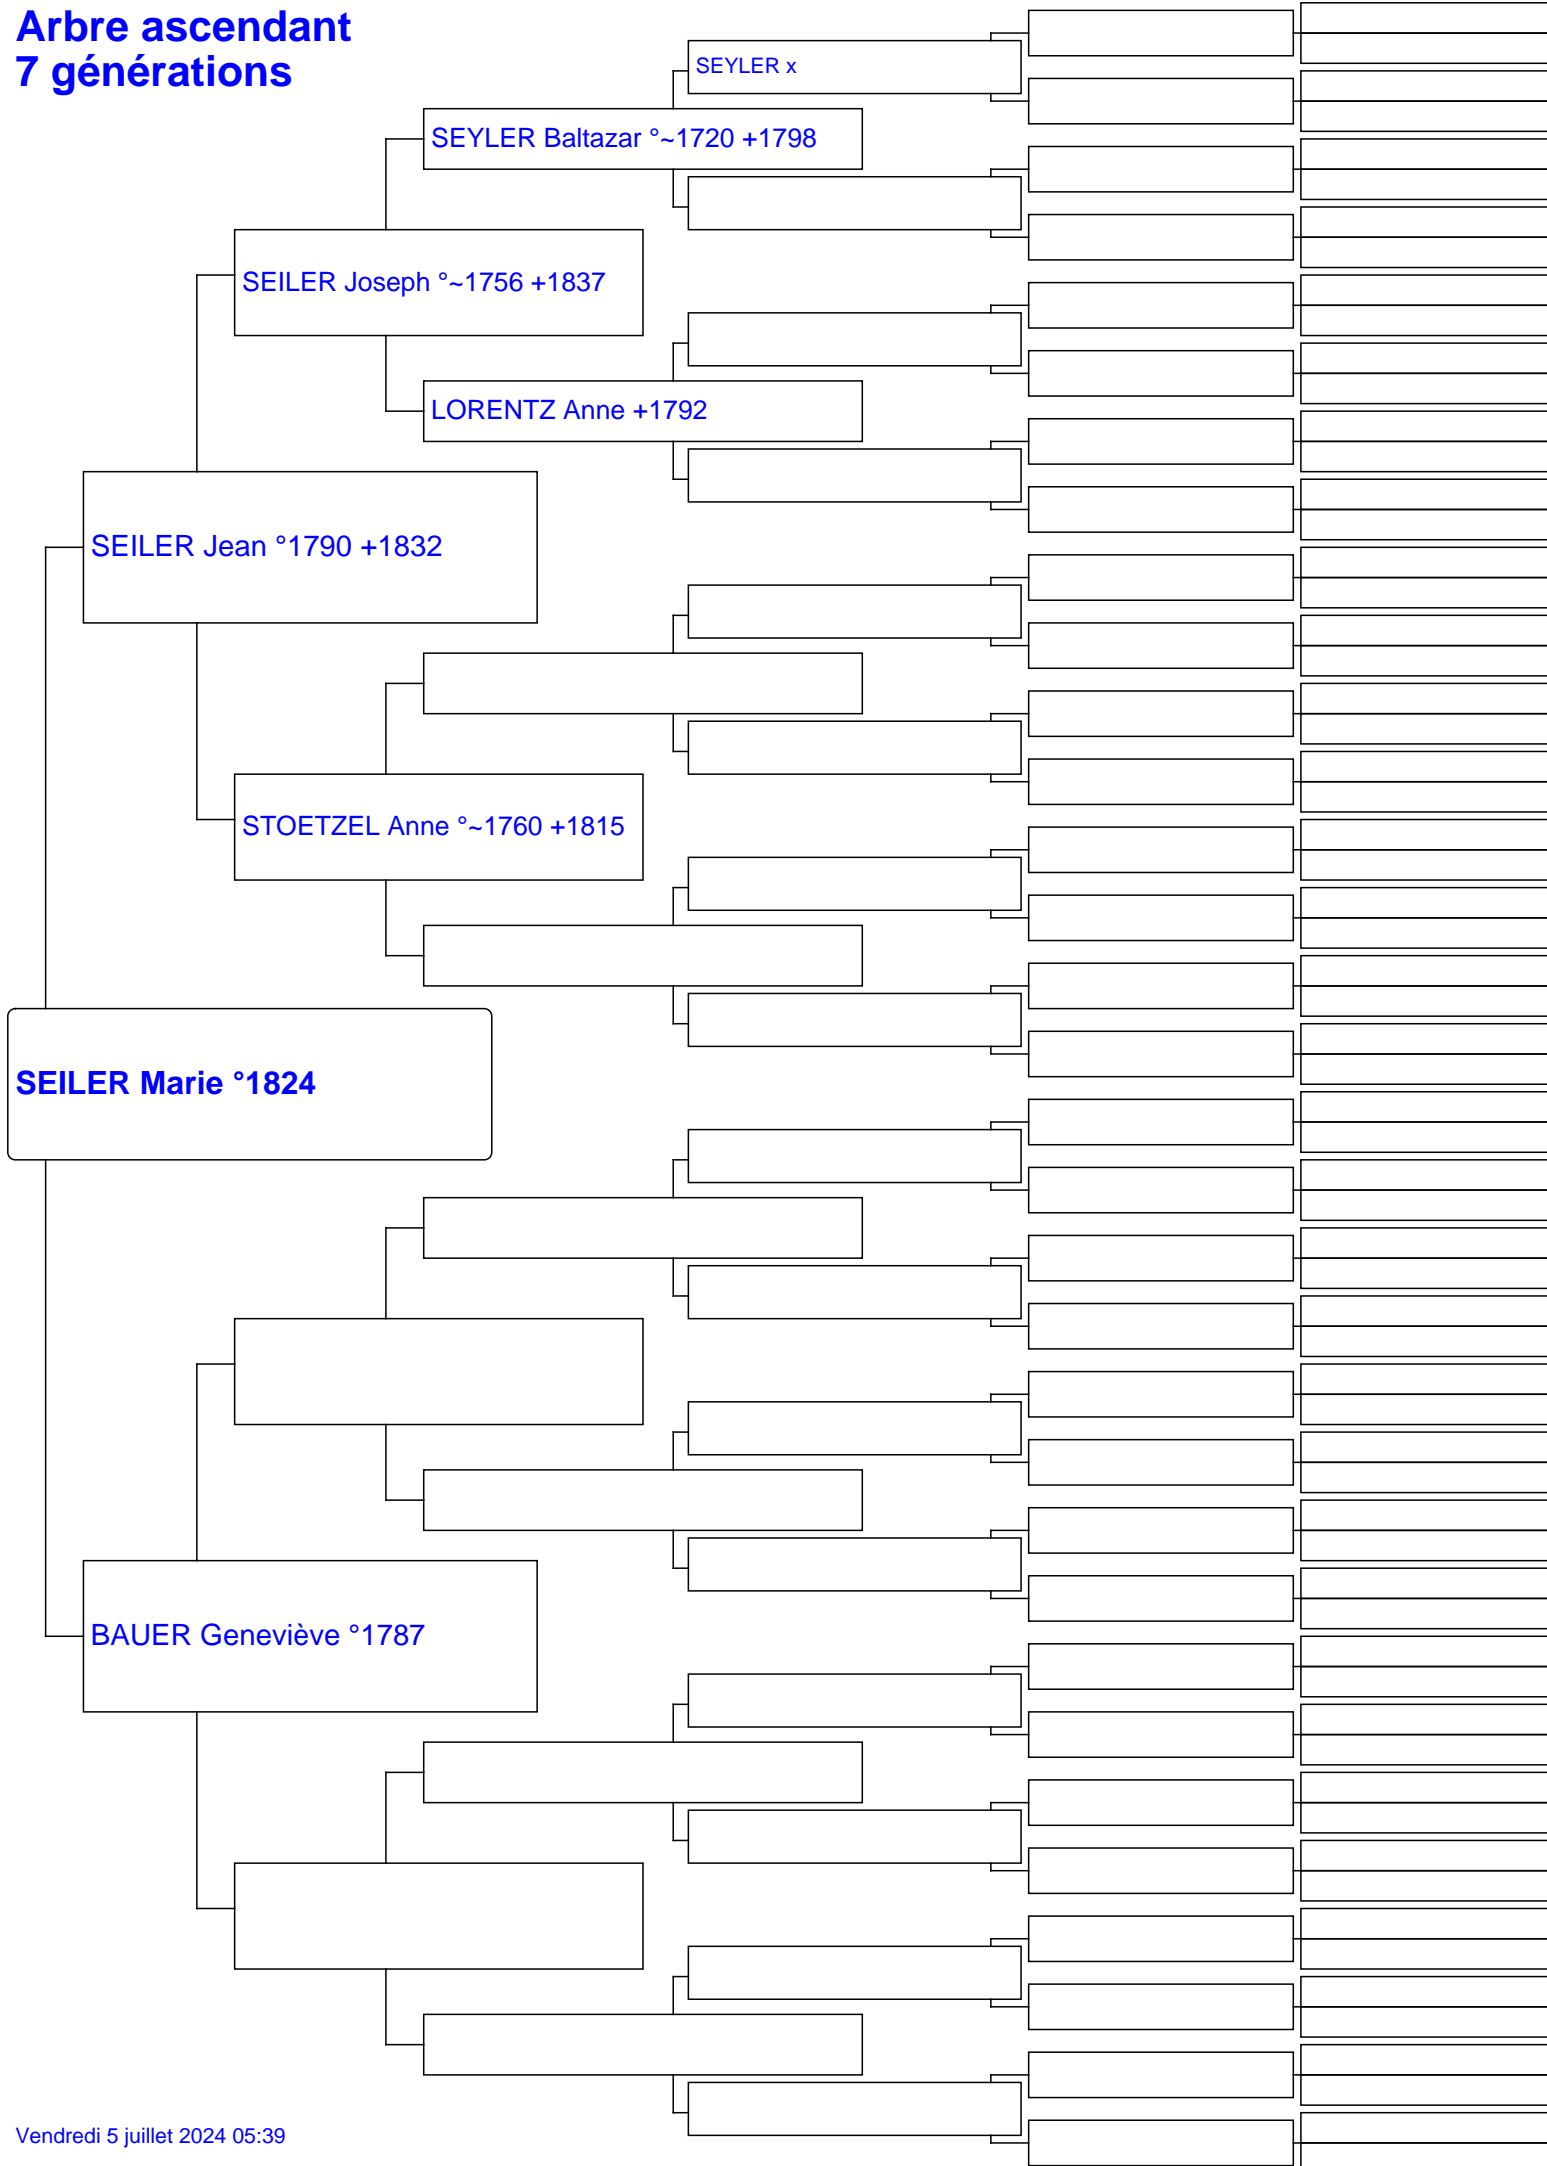 Arbre ascendant
7 générations
SEYLER x
SEYLER Baltazar °~1720 +1798
SEILER Joseph °~1756 +1837
LORENTZ Anne +1792
SEILER Jean °1790 +1832
STOETZEL Anne °~1760 +1815
SEILER Marie °1824
BAUER Geneviève °1787
Vendredi 5 juillet 2024 05:39